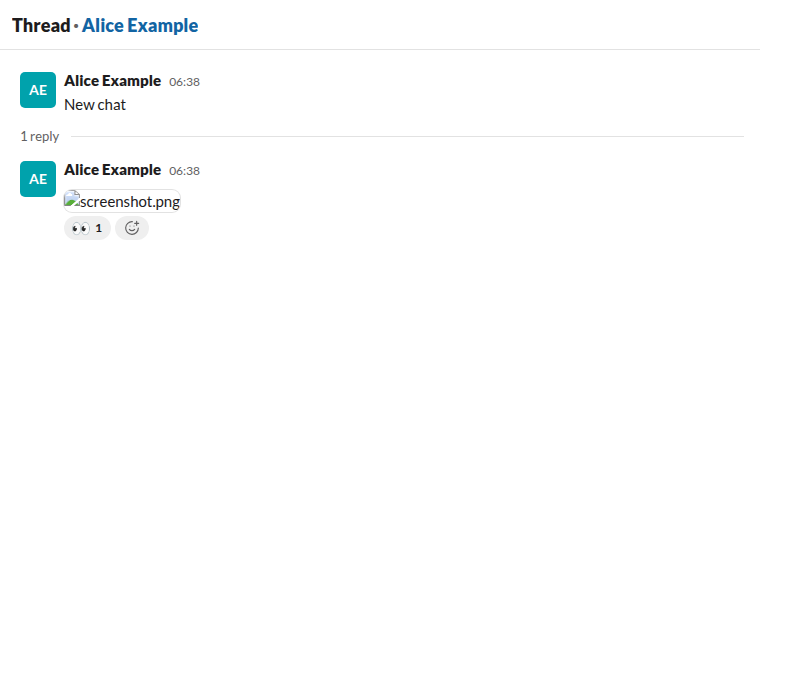 Thread • Alice Example
AE
Alice Example 06:38
New chat
1 reply
AE
Alice Example 06:38
screenshot.png
👀 1